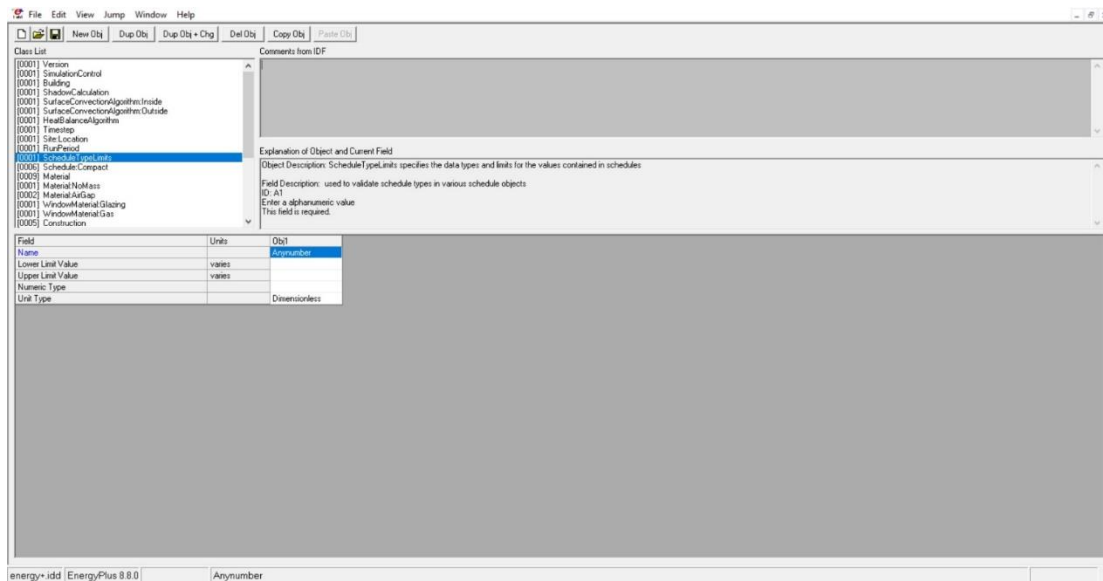 File Edit View Jump Window Help
New Obj Dup Obj Dup Obj + Chg Del Obj Copy Obj Paste Obj
Class List
[0001] Version
[0001] SimulationControl
[0001] Building
[0001] ShadowCalculation
[0001] SurfaceConvectionAlgorithm:Inside
[0001] SurfaceConvectionAlgorithm:Outside
[0001] HeatBalanceAlgorithm
[0001] Timestep
[0001] Site:Location
[0001] RunPeriod
[0001] ScheduleTypeLimits
[0006] Schedule:Compact
[0009] Material
[0001] Material:NoMass
[0002] Material:AirGap
[0001] WindowMaterial:Glazing
[0001] WindowMaterial:Gas
[0005] Construction
Comments from IDF
Explanation of Object and Current Field
Object Description: ScheduleTypeLimits specifies the data types and limits for the values contained in schedules
Field Description: used to validate schedule types in various schedule objects
ID: A1
Enter a alphanumeric value
This field is required.
Field Units Obj1
Name Anynumber
Lower Limit Value varies
Upper Limit Value varies
Numeric Type
Unit Type Dimensionless
energy+.idd EnergyPlus 8.8.0 Anynumber